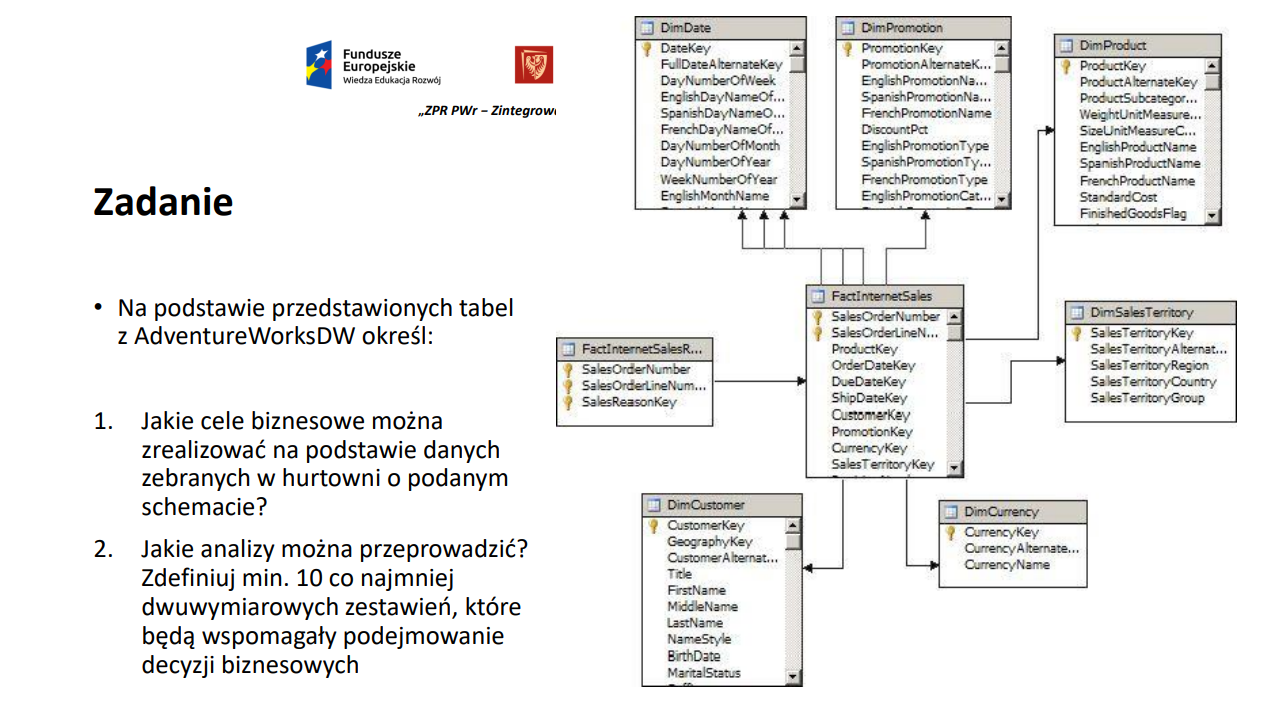 Fundusze
Europejskie
Wiedza Edukacja Rozwój
„ZPR PWr – Zintegrow
Zadanie
• Na podstawie przedstawionych tabel
z AdventureWorksDW określ:
1. Jakie cele biznesowe można
zrealizować na podstawie danych
zebranych w hurtowni o podanym
schemacie?
2. Jakie analizy można przeprowadzić?
Zdefiniuj min. 10 co najmniej
dwuwymiarowych zestawień, które
będą wspomagały podejmowanie
decyzji biznesowych
DimDate
DateKey
FullDateAlternateKey
DayNumberOfWeek
EnglishDayNameOf...
SpanishDayNameO...
FrenchDayNameOf...
DayNumberOfMonth
DayNumberOfYear
WeekNumberOfYear
EnglishMonthName
DimPromotion
PromotionKey
PromotionAlternateK...
EnglishPromotionNa...
SpanishPromotionNa...
FrenchPromotionName
DiscountPct
EnglishPromotionType
SpanishPromotionTy...
FrenchPromotionType
EnglishPromotionCat...
DimProduct
ProductKey
ProductAlternateKey
ProductSubcategor...
WeightUnitMeasure...
SizeUnitMeasureC...
EnglishProductName
SpanishProductName
FrenchProductName
StandardCost
FinishedGoodsFlag
FactInternetSales
SalesOrderNumber
SalesOrderLineN...
ProductKey
OrderDateKey
DueDateKey
ShipDateKey
CustomerKey
PromotionKey
CurrencyKey
SalesTerritoryKey
DimSalesTerritory
SalesTerritoryKey
SalesTerritoryAlternat...
SalesTerritoryRegion
SalesTerritoryCountry
SalesTerritoryGroup
FactInternetSalesR...
SalesOrderNumber
SalesOrderLineNum...
SalesReasonKey
DimCustomer
CustomerKey
GeographyKey
CustomerAlternat...
Title
FirstName
MiddleName
LastName
NameStyle
BirthDate
MaritalStatus
DimCurrency
CurrencyKey
CurrencyAlternate...
CurrencyName